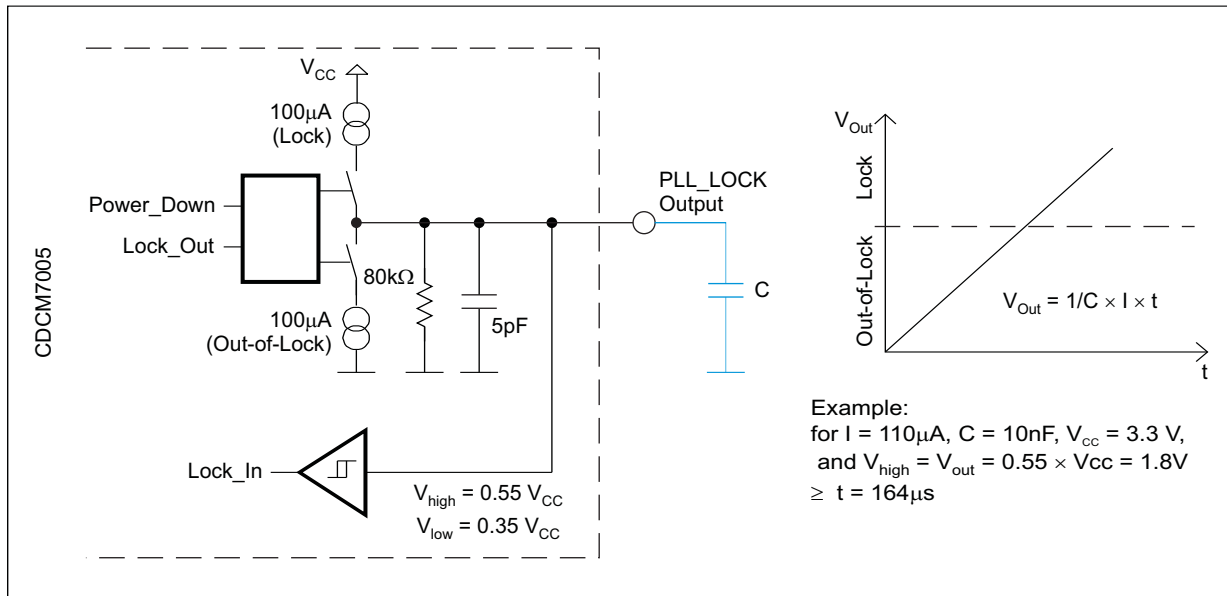 CDCM7005
V_CC
100μA
(Lock)
Power_Down
Lock_Out
100μA
(Out-of-Lock)
80kΩ
5pF
PLL_LOCK
Output
C
Lock_In
V_high = 0.55 V_CC
V_low = 0.35 V_CC
V_Out
Lock
Out-of-Lock
V_Out = 1/C × I × t
t
Example:
for I = 110μA, C = 10nF, V_CC = 3.3 V,
and V_high = V_out = 0.55 × Vcc = 1.8V
≥ t = 164μs